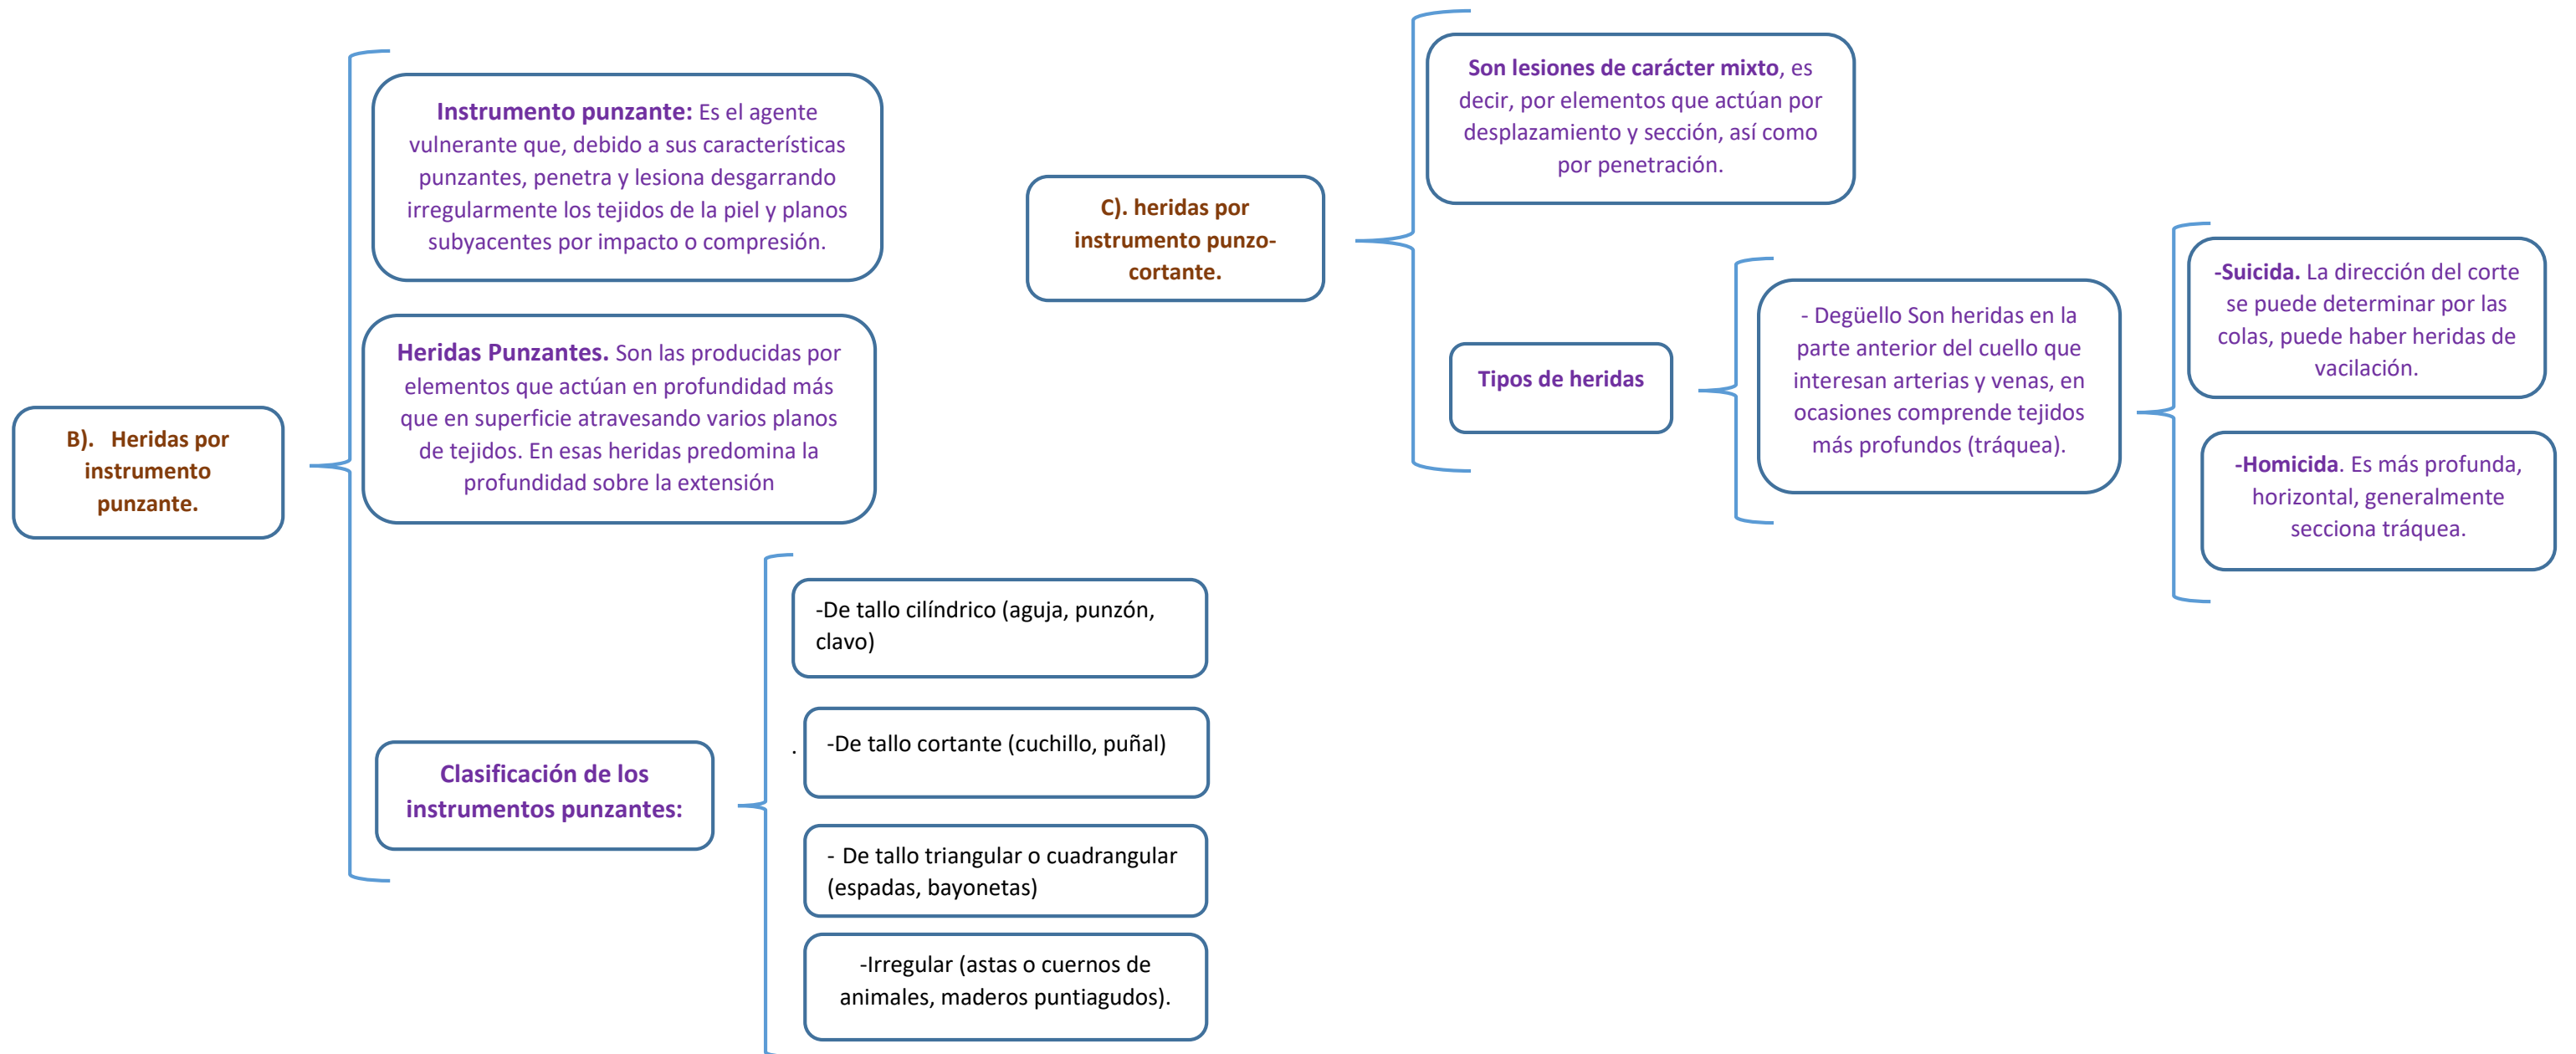 B). Heridas por
instrumento
punzante.
Instrumento punzante: Es el agente
vulnerante que, debido a sus características
punzantes, penetra y lesiona desgarrando
irregularmente los tejidos de la piel y planos
subyacentes por impacto o compresión.
Heridas Punzantes. Son las producidas por
elementos que actúan en profundidad más
que en superficie atravesando varios planos
de tejidos. En esas heridas predomina la
profundidad sobre la extensión
Clasificación de los
instrumentos punzantes:
-De tallo cilíndrico (aguja, punzón,
clavo)
.
-De tallo cortante (cuchillo, puñal)
- De tallo triangular o cuadrangular
(espadas, bayonetas)
-Irregular (astas o cuernos de
animales, maderos puntiagudos).
C). heridas por
instrumento punzo-
cortante.
Son lesiones de carácter mixto, es
decir, por elementos que actúan por
desplazamiento y sección, así como
por penetración.
Tipos de heridas
- Degüello Son heridas en la
parte anterior del cuello que
interesan arterias y venas, en
ocasiones comprende tejidos
más profundos (tráquea).
-Suicida. La dirección del corte
se puede determinar por las
colas, puede haber heridas de
vacilación.
-Homicida. Es más profunda,
horizontal, generalmente
secciona tráquea.